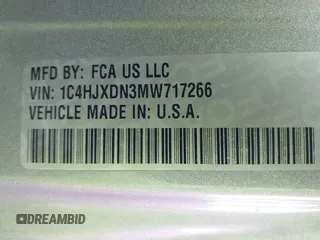 MFD BY: FCA US LLC
VIN: 1C4HJXDN3MW717266
VEHICLE MADE IN: U.S.A.
DREAMBID